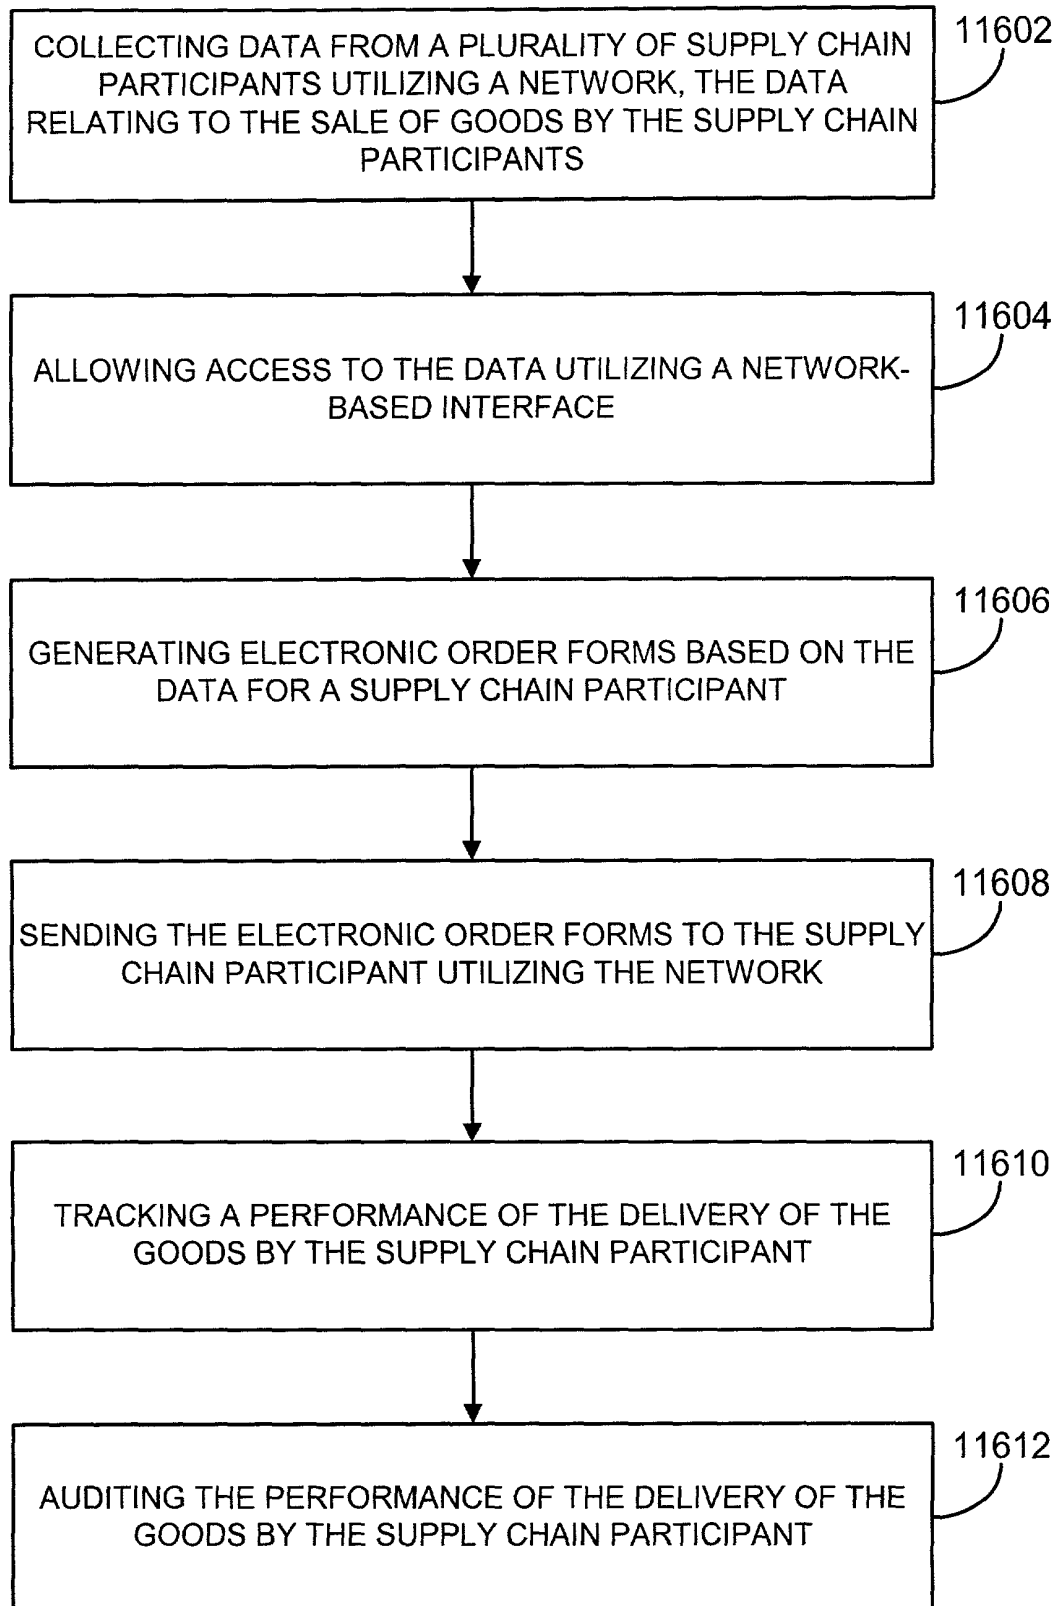 COLLECTING DATA FROM A PLURALITY OF SUPPLY CHAIN
PARTICIPANTS UTILIZING A NETWORK, THE DATA
RELATING TO THE SALE OF GOODS BY THE SUPPLY CHAIN
PARTICIPANTS
11602
ALLOWING ACCESS TO THE DATA UTILIZING A NETWORK-
BASED INTERFACE
11604
GENERATING ELECTRONIC ORDER FORMS BASED ON THE
DATA FOR A SUPPLY CHAIN PARTICIPANT
11606
SENDING THE ELECTRONIC ORDER FORMS TO THE SUPPLY
CHAIN PARTICIPANT UTILIZING THE NETWORK
11608
TRACKING A PERFORMANCE OF THE DELIVERY OF THE
GOODS BY THE SUPPLY CHAIN PARTICIPANT
11610
AUDITING THE PERFORMANCE OF THE DELIVERY OF THE
GOODS BY THE SUPPLY CHAIN PARTICIPANT
11612